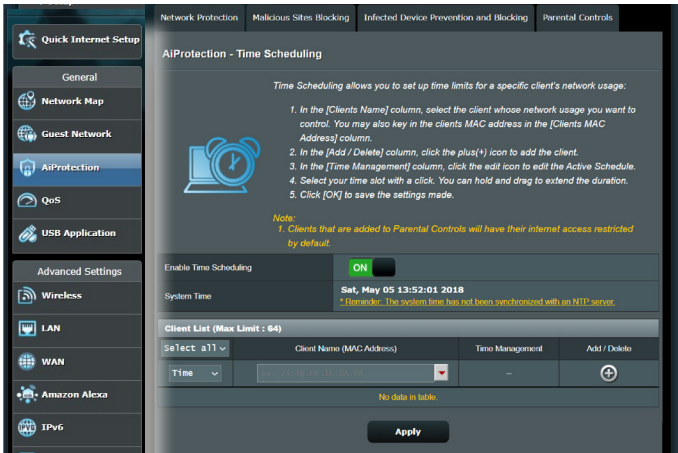 Network Protection
Malicious Sites Blocking
Infected Device Prevention and Blocking
Parental Controls
Quick Internet Setup
General
Network Map
Guest Network
AiProtection
QoS
USB Application
Advanced Settings
Wireless
LAN
WAN
Amazon Alexa
IPv6
AiProtection - Time Scheduling
Time Scheduling allows you to set up time limits for a specific client's network usage:
1. In the [Clients Name] column, select the client whose network usage you want to
control. You may also key in the clients MAC address in the [Clients MAC
Address] column.
2. In the [Add / Delete] column, click the plus(+) icon to add the client.
3. In the [Time Management] column, click the edit icon to edit the Active Schedule.
4. Select your time slot with a click. You can hold and drag to extend the duration.
5. Click [OK] to save the settings made.
Note:
1. Clients that are added to Parental Controls will have their internet access restricted
by default.
Enable Time Scheduling
ON
System Time
Sat, May 05 13:52:01 2018
* Reminder: The system time has not been synchronized with an NTP server.
Client List (Max Limit : 64)
Select all
Client Name (MAC Address)
Time Management
Add / Delete
Time
--
No data in table.
Apply